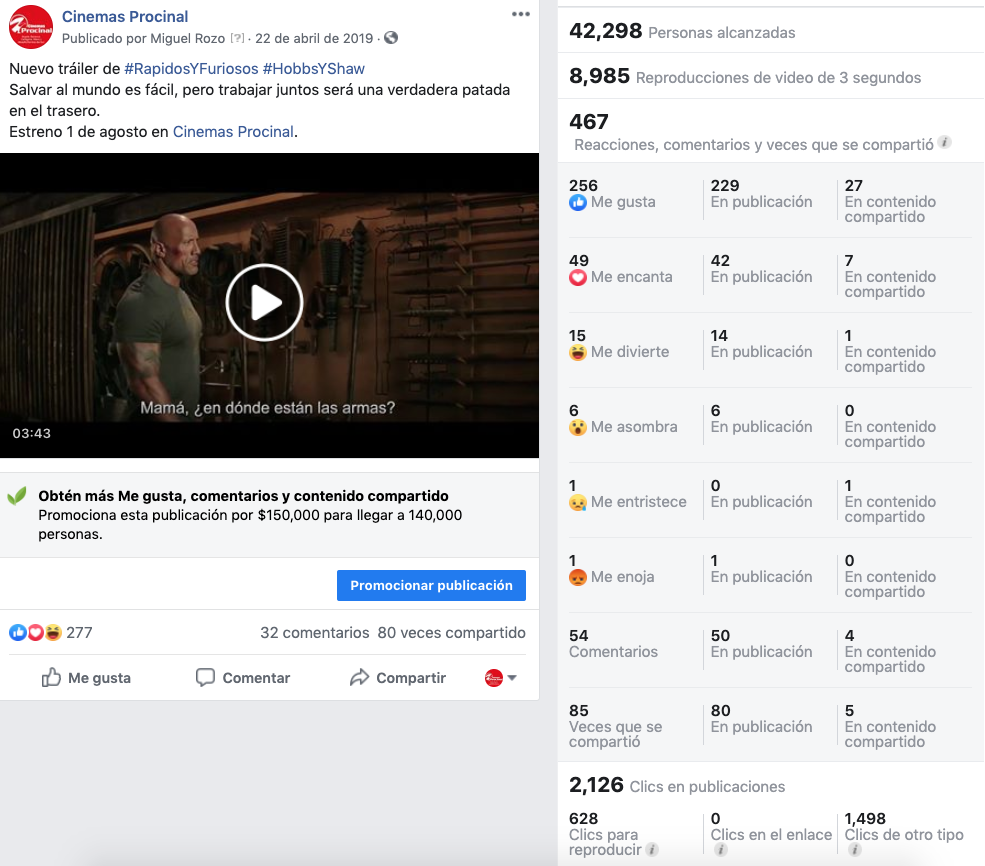 Cinemas Procinal
Publicado por Miguel Rozo [?] · 22 de abril de 2019 ·
Nuevo tráiler de #RapidosYFuriosos #HobbsYShaw
Salvar al mundo es fácil, pero trabajar juntos será una verdadera patada
en el trasero.
Estreno 1 de agosto en Cinemas Procinal.
Mamá, ¿en dónde están las armas?
03:43
Obtén más Me gusta, comentarios y contenido compartido
Promociona esta publicación por $150,000 para llegar a 140,000
personas.
Promocionar publicación
277 32 comentarios 80 veces compartido
Me gusta Comentar Compartir
42,298 Personas alcanzadas
8,985 Reproducciones de video de 3 segundos
467
Reacciones, comentarios y veces que se compartió
256 229 27
Me gusta En publicación En contenido
compartido
49 42 7
Me encanta En publicación En contenido
compartido
15 14 1
Me divierte En publicación En contenido
compartido
6 6 0
Me asombra En publicación En contenido
compartido
1 0 1
Me entristece En publicación En contenido
compartido
1 1 0
Me enoja En publicación En contenido
compartido
54 50 4
Comentarios En publicación En contenido
compartido
85 80 5
Veces que se En publicación En contenido
compartió compartido
2,126 Clics en publicaciones
628 0 1,498
Clics para Clics en el enlace Clics de otro tipo
reproducir